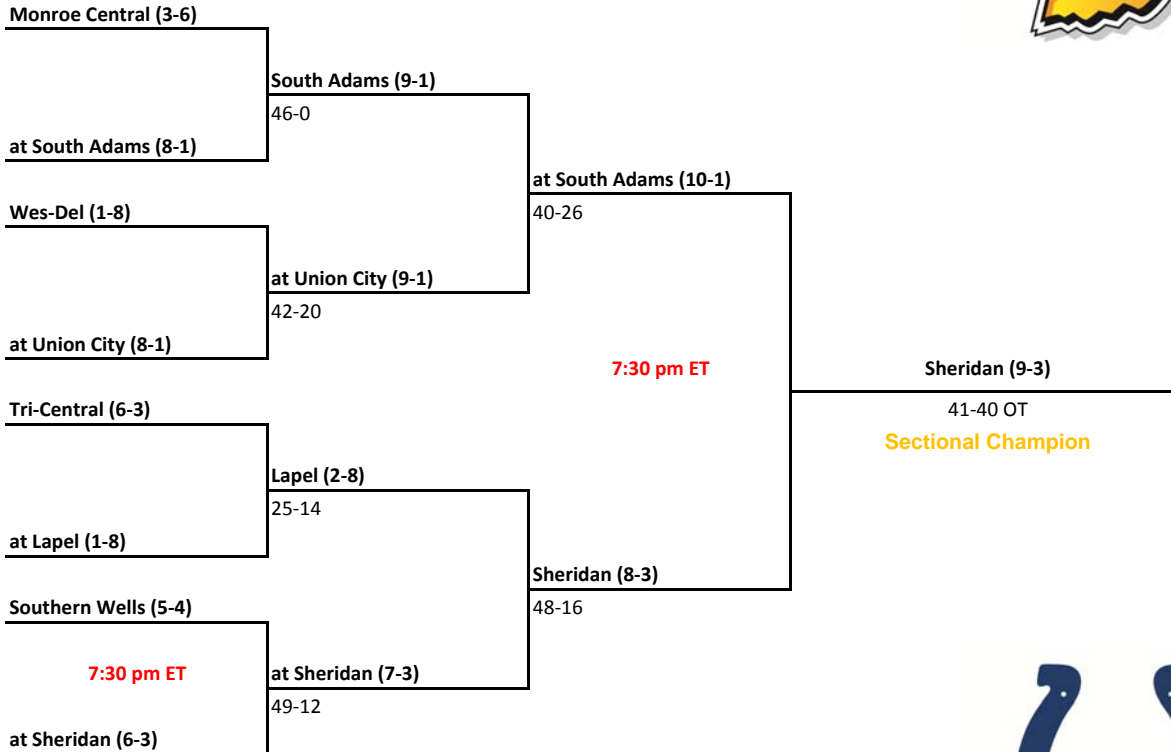 Monroe Central (3-6)
South Adams (9-1)
46-0
at South Adams (8-1)
at South Adams (10-1)
40-26
Wes-Del (1-8)
at Union City (9-1)
42-20
at Union City (8-1)
7:30 pm ET
Sheridan (9-3)
41-40 OT
Sectional Champion
Tri-Central (6-3)
Lapel (2-8)
25-14
at Lapel (1-8)
Sheridan (8-3)
48-16
Southern Wells (5-4)
7:30 pm ET
at Sheridan (7-3)
49-12
at Sheridan (6-3)